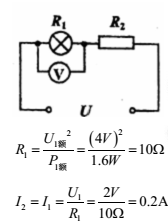 R₁ R₂
V
U
R₁ = U₁额² / P₁额 = (4V)² / 1.6W = 10Ω
I₂ = I₁ = U₁ / R₁ = 2V / 10Ω = 0.2A